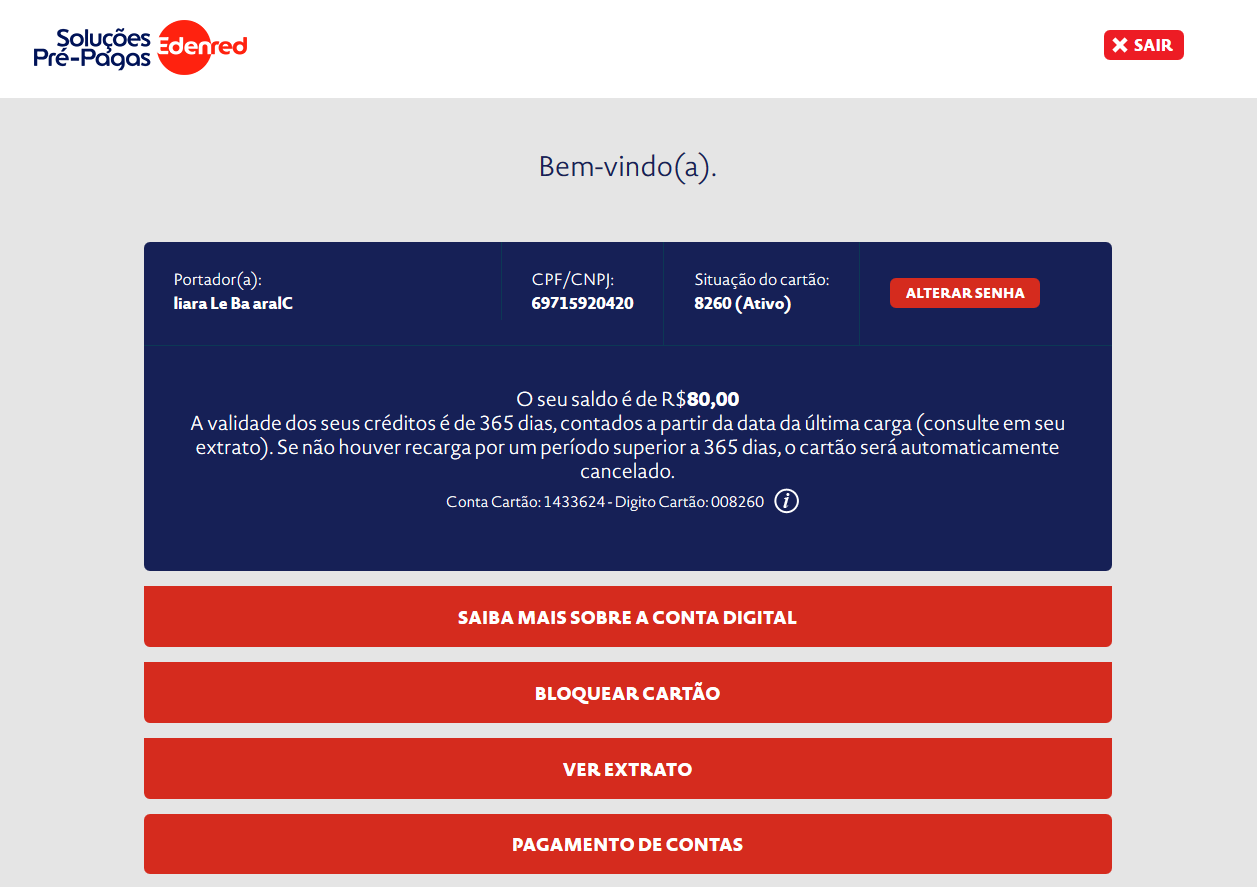 Soluções
Pré-Pagas
Edenred
SAIR
Bem-vindo(a).
Portador(a):
liara Le Ba aralC
CPF/CNPJ:
69715920420
Situação do cartão:
8260 (Ativo)
ALTERAR SENHA
O seu saldo é de R$80,00
A validade dos seus créditos é de 365 dias, contados a partir da data da última carga (consulte em seu
extrato). Se não houver recarga por um período superior a 365 dias, o cartão será automaticamente
cancelado.
Conta Cartão: 1433624 - Digito Cartão: 008260 i
SAIBA MAIS SOBRE A CONTA DIGITAL
BLOQUEAR CARTÃO
VER EXTRATO
PAGAMENTO DE CONTAS